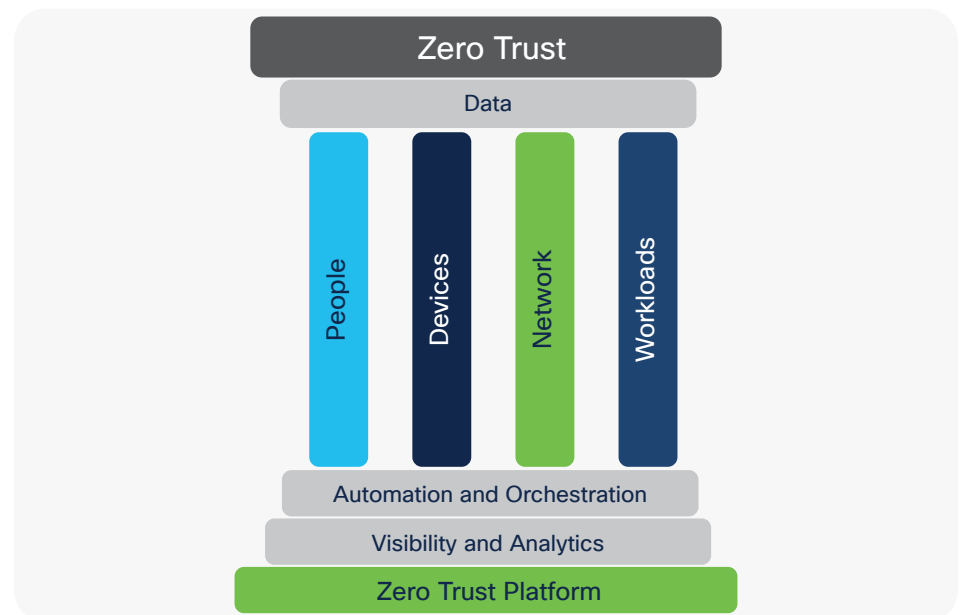 Zero Trust
Data
People
Devices
Network
Workloads
Automation and Orchestration
Visibility and Analytics
Zero Trust Platform